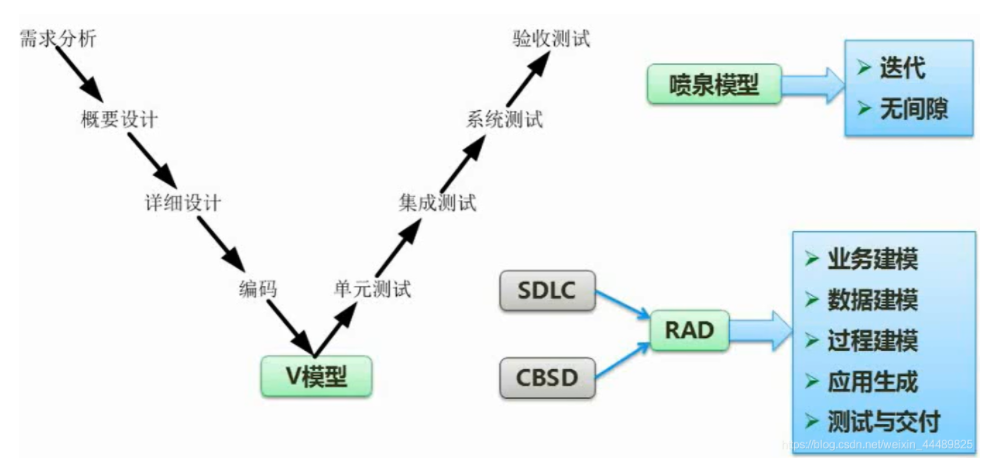 需求分析
概要设计
详细设计
编码
V模型
单元测试
集成测试
系统测试
验收测试
喷泉模型
迭代
无间隙
SDLC
CBSD
RAD
业务建模
数据建模
过程建模
应用生成
测试与交付
https://blog.csdn.net/weixin_44489825